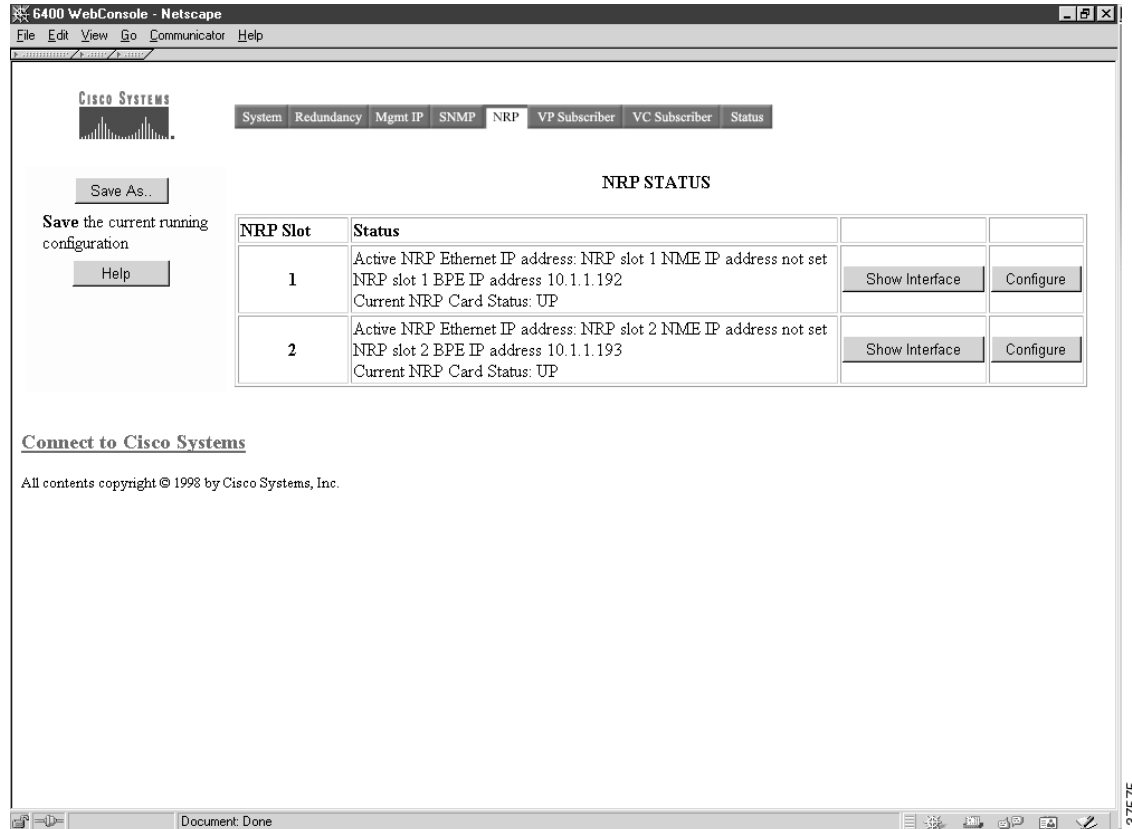 6400 WebConsole - Netscape
File Edit View Go Communicator Help
CISCO SYSTEMS
System Redundancy Mgmt IP SNMP NRP VP Subscriber VC Subscriber Status
Save As..
Save the current running
configuration
Help
NRP STATUS
NRP Slot Status
1
Active NRP Ethernet IP address: NRP slot 1 NME IP address not set
NRP slot 1 BPE IP address 10.1.1.192
Current NRP Card Status: UP
Show Interface Configure
2
Active NRP Ethernet IP address: NRP slot 2 NME IP address not set
NRP slot 2 BPE IP address 10.1.1.193
Current NRP Card Status: UP
Show Interface Configure
Connect to Cisco Systems
All contents copyright © 1998 by Cisco Systems, Inc.
Document: Done